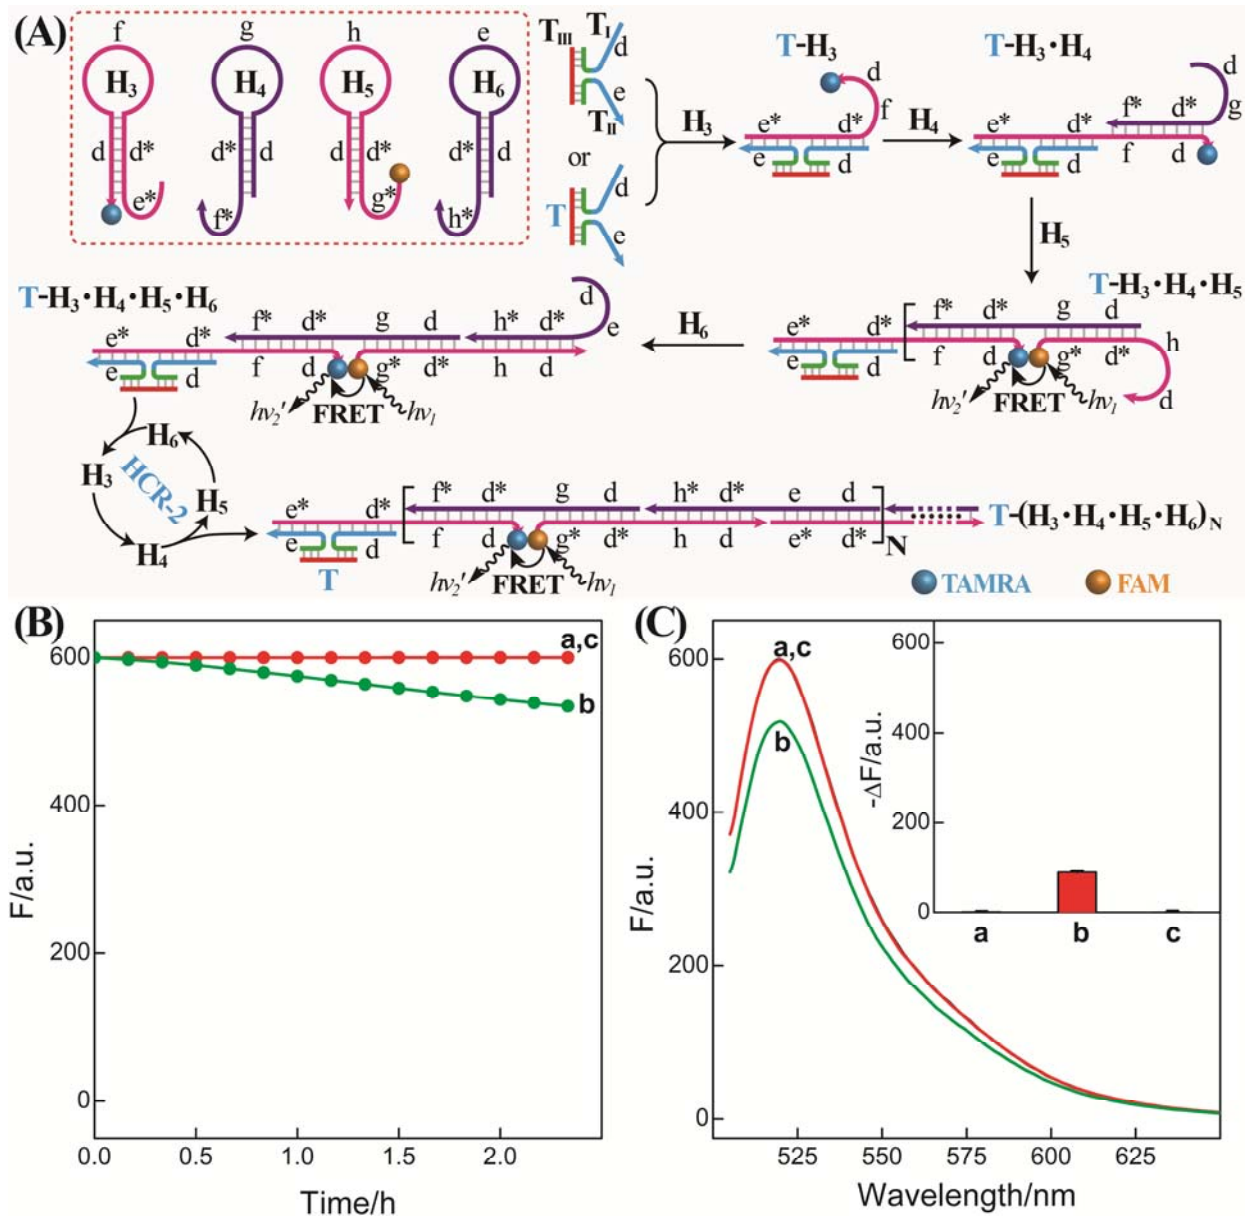 (A)
f g h e
H3 H4 H5 H6
d d* d* d d d* d* d
e* f* g* h*
TIII TI d
e
TII
or
T d
e
H3
T-H3
d
f
e* d*
e d
H4
T-H3·H4
d
g
f* d*
e* d*
e d f d
H5
T-H3·H4·H5
f* d* g d
e* d* h
e d f d g* d*
d
hν2′ FRET hν1
H6
T-H3·H4·H5·H6
d
e
f* d* g d h* d*
e* d*
e d f d g* d* h d
hν2′ FRET hν1
H6
H3 HCR-2 H5
H4
f* d* g d h* d* e d
e* d*
T-(H3·H4·H5·H6)N
e d f d g* d* h d e* d* N
T hν2′ FRET hν1
TAMRA FAM
(B)
a,c
b
600
400
200
0
F/a.u.
0.0 0.5 1.0 1.5 2.0
Time/h
(C)
a,c
b
600
400
200
0
F/a.u.
525 550 575 600 625
Wavelength/nm
600
400
200
0
-ΔF/a.u.
a b c